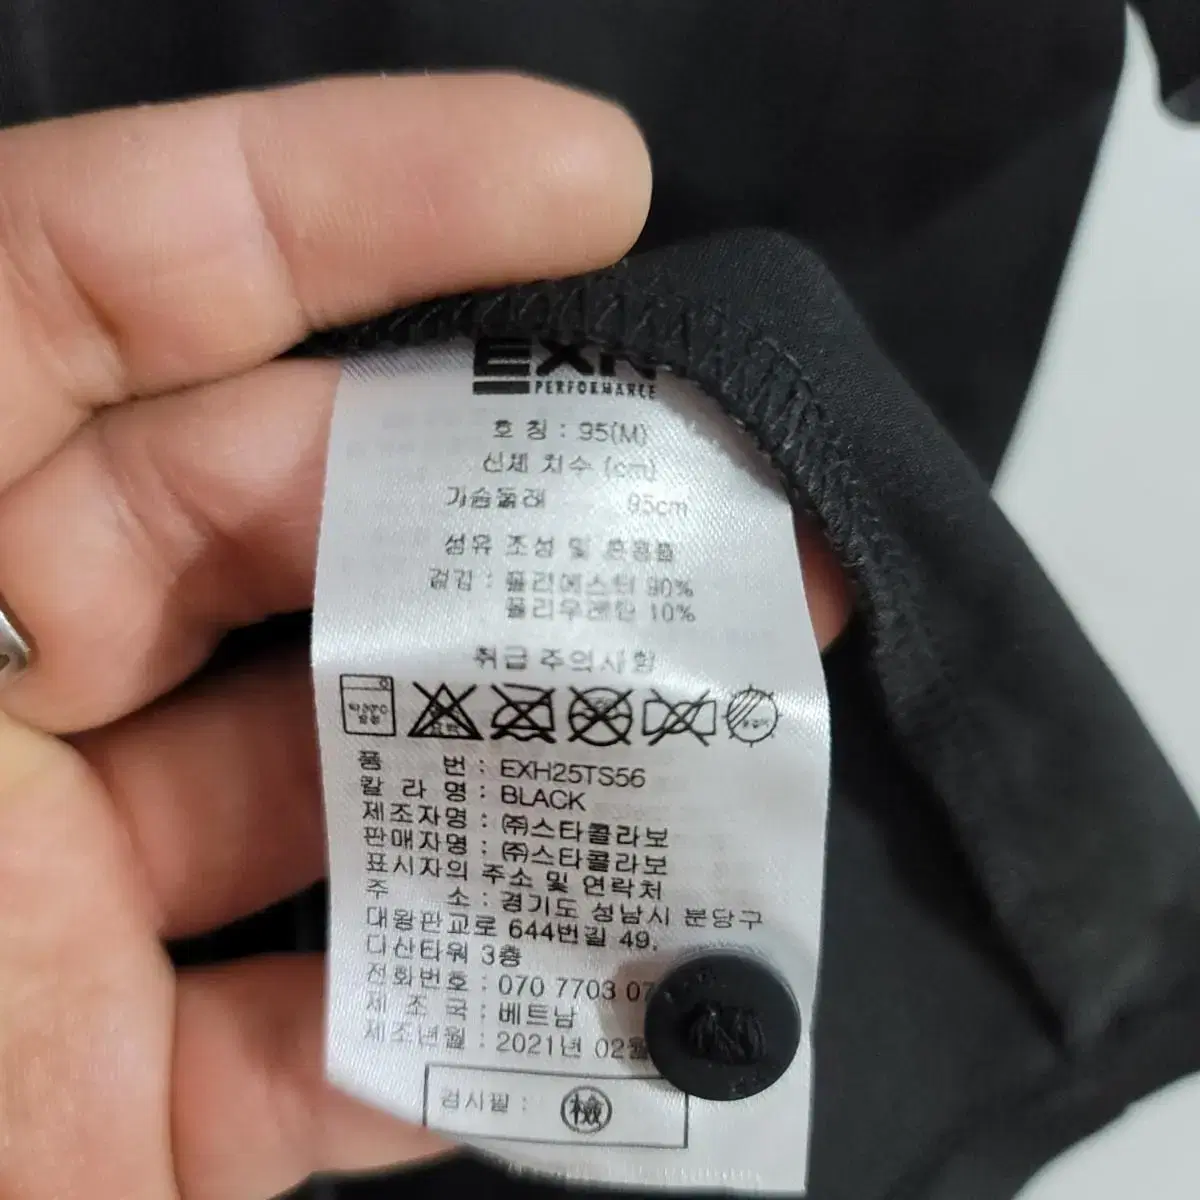 EXR
PERFORMANCE
호 칭 : 95(M)
신체 치수 (cm)
가슴둘레 95cm
섬유 조성 및 혼용률
겉감 : 폴리에스터 90%
폴리우레탄 10%
취급 주의사항
품 번 : EXH25TS56
칼 라 명 : BLACK
제조자명 : (주)스타콜라보
판매자명 : (주)스타콜라보
표시자의 주소 및 연락처
주 소 : 경기도 성남시 분당구
대왕판교로 644번길 49,
디산타워 3층
전화번호 : 070 7703 07
제 조 국 : 베트남
제조년월 : 2021년 02월
검사필 : 檢